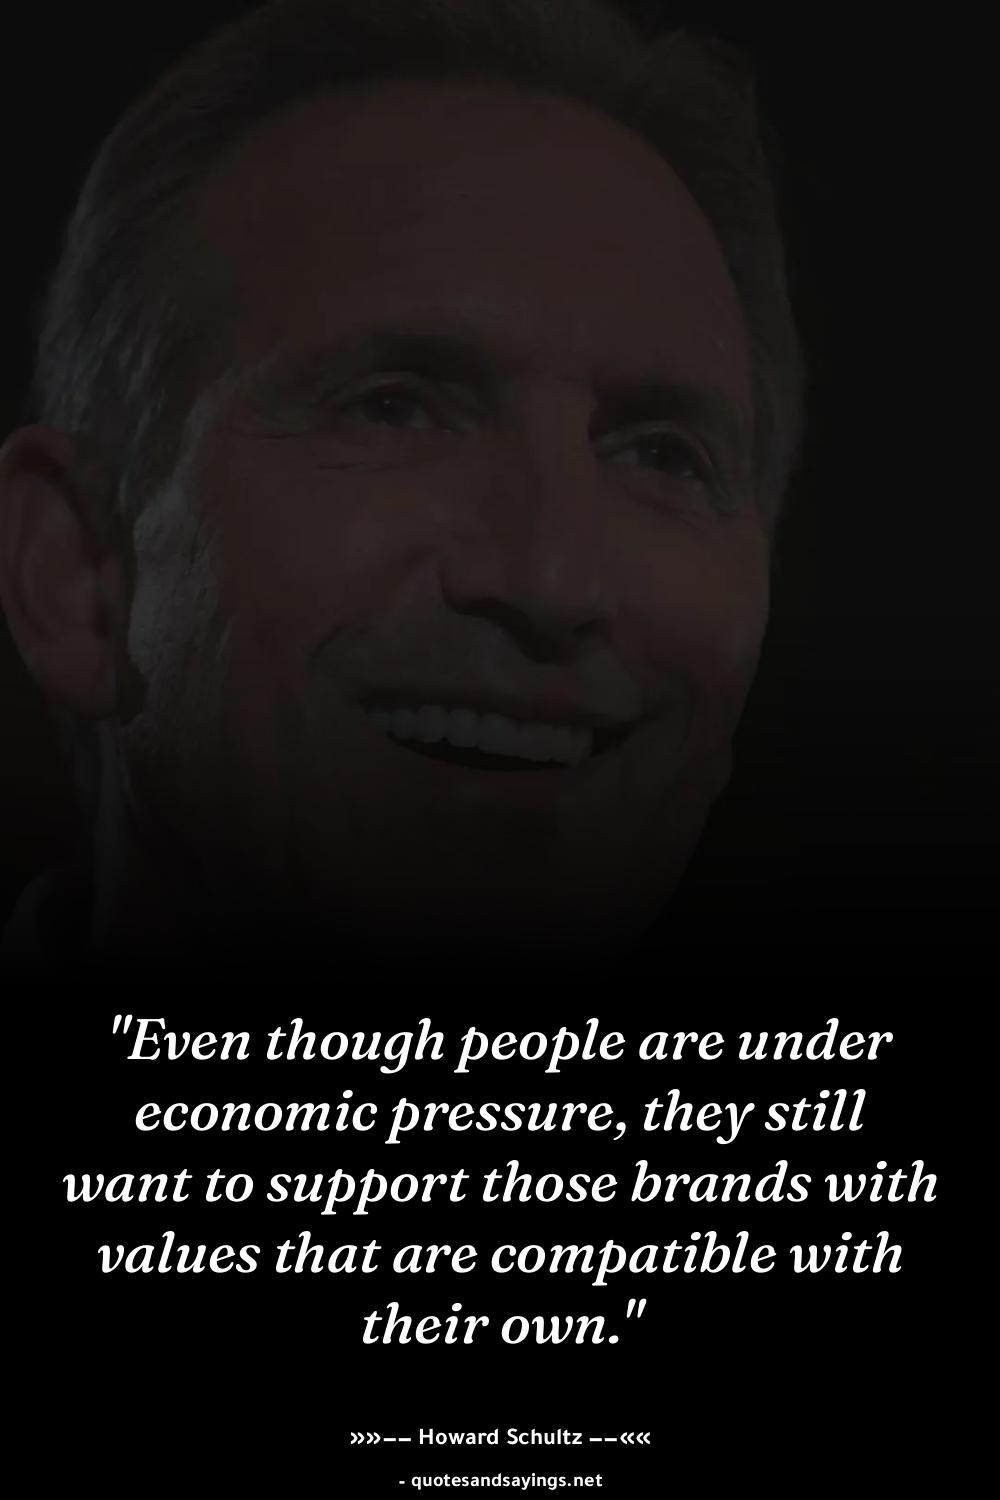 "Even though people are under
economic pressure, they still
want to support those brands with
values that are compatible with
their own."
»»–– Howard Schultz ––««
- quotesandsayings.net